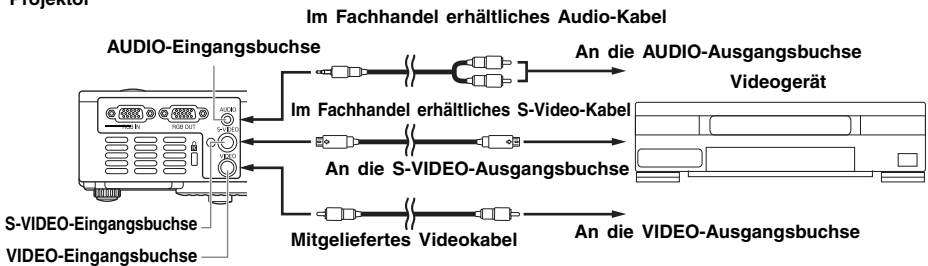 Projektor
Im Fachhandel erhältliches Audio-Kabel
AUDIO-Eingangsbuchse
An die AUDIO-Ausgangsbuchse
Videogerät
Im Fachhandel erhältliches S-Video-Kabel
AUDIO
RGB IN
RGB OUT
S-VIDEO
An die S-VIDEO-Ausgangsbuchse
VIDEO
S-VIDEO-Eingangsbuchse
Mitgeliefertes Videokabel
An die VIDEO-Ausgangsbuchse
VIDEO-Eingangsbuchse